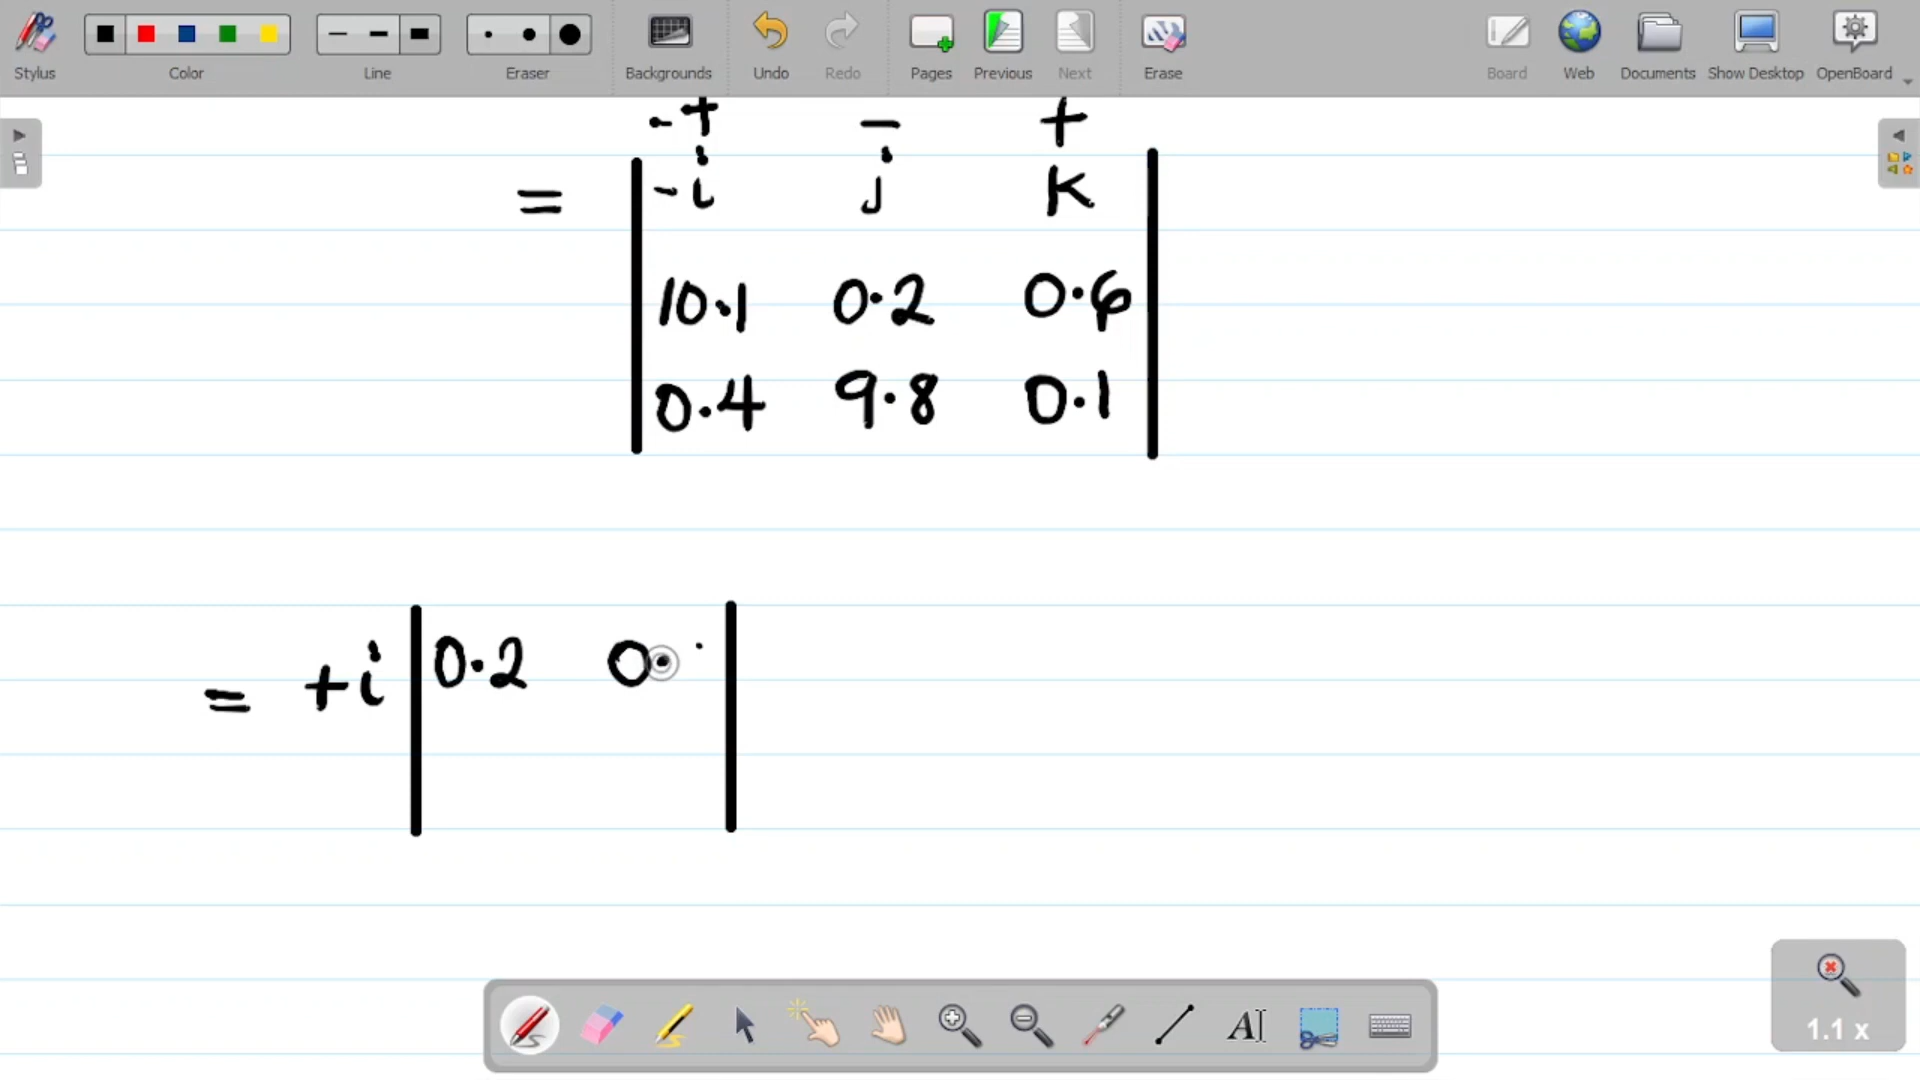 Stylus Color Line Eraser Backgrounds Undo Redo Pages Previous Next Erase Board Web Documents Show Desktop OpenBoard
-+ − +
= | -i j k |
10.1 0.2 0.6
0.4 9.8 0.1
= +i | 0.2 0. |
AI
1.1 x